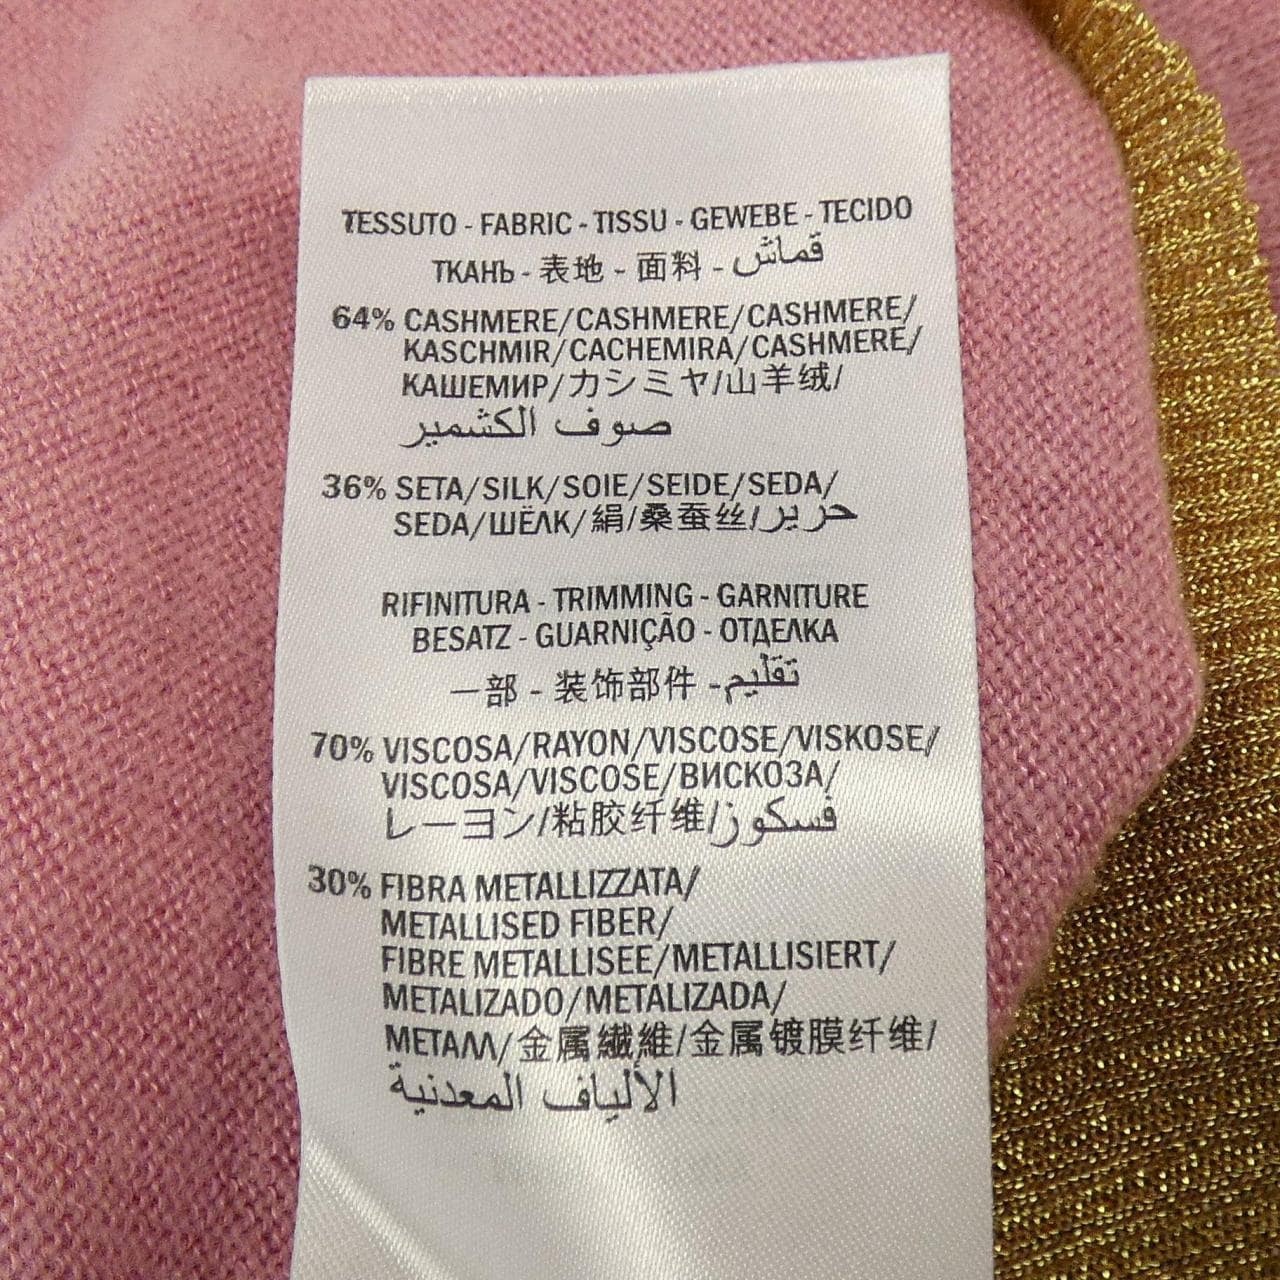 TESSUTO - FABRIC - TISSU - GEWEBE - TECIDO
ТКАНЬ - 表地 - 面料 - قماش
64% CASHMERE/CASHMERE/CASHMERE/
KASCHMIR/CACHEMIRA/CASHMERE/
КАШЕМИР/カシミヤ/山羊绒/
صوف الكشمير
36% SETA/SILK/SOIE/SEIDE/SEDA/
SEDA/ШЁЛК/絹/桑蚕丝/حرير
RIFINITURA - TRIMMING - GARNITURE
BESATZ - GUARNIÇÃO - ОТДЕЛКА
一部 - 装饰部件 - تقليم
70% VISCOSA/RAYON/VISCOSE/VISKOSE/
VISCOSA/VISCOSE/ВИСКОЗА/
レーヨン/粘胶纤维/فسكوز
30% FIBRA METALLIZZATA/
METALLISED FIBER/
FIBRE METALLISEE/METALLISIERT/
METALIZADO/METALIZADA/
МЕТАЛЛ/金属繊維/金属镀膜纤维/
الألياف المعدنية